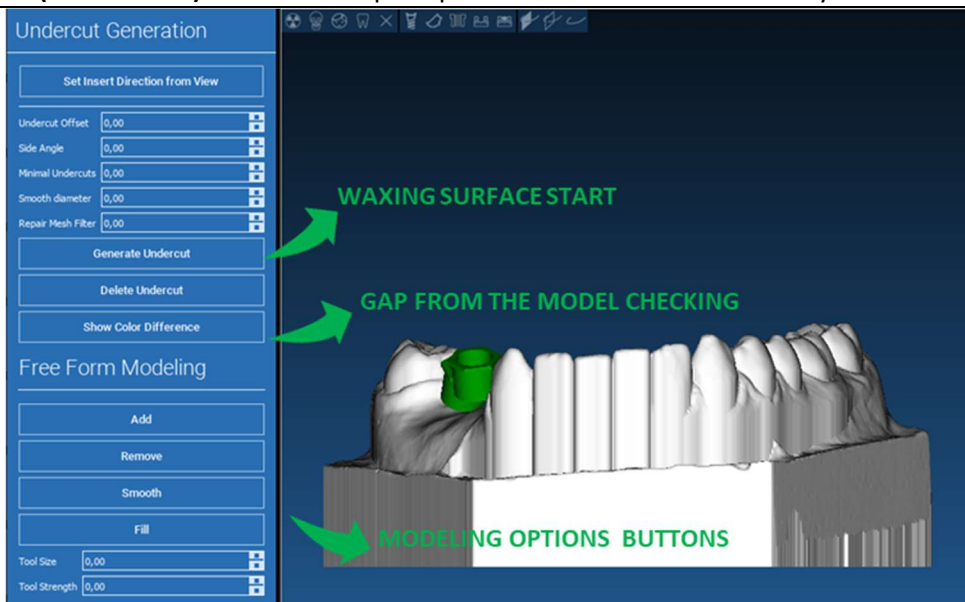 Undercut Generation
Set Insert Direction from View
Undercut Offset 0,00
Side Angle 0,00
Minimal Undercuts 0,00
Smooth diameter 0,00
Repair Mesh Filter 0,00
Generate Undercut
Delete Undercut
Show Color Difference
Free Form Modeling
Add
Remove
Smooth
Fill
Tool Size 0,00
Tool Strength 0,00
WAXING SURFACE START
GAP FROM THE MODEL CHECKING
MODELING OPTIONS BUTTONS